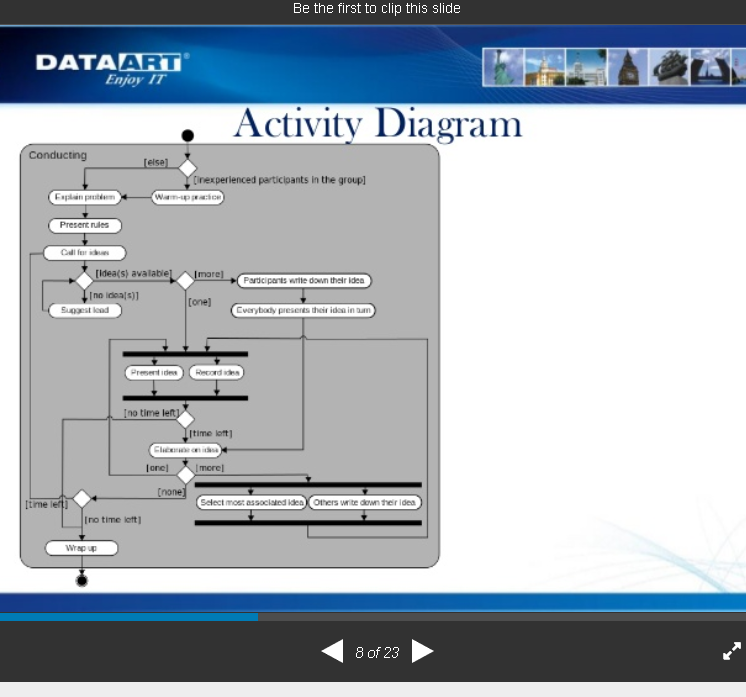 Be the first to clip this slide
DATAART
Enjoy IT
Activity Diagram
Conducting
[else]
[inexperienced participants in the group]
Explain problem
Warm-up practice
Present rules
Call for ideas
[idea(s) available]
[more]
Participants write down their idea
[no idea(s)]
[one]
Suggest lead
Everybody presents their idea in turn
Present idea
Record idea
[no time left]
[time left]
Elaborate on idea
[one]
[more]
[none]
Select most associated idea
Others write down their idea
[time left]
[no time left]
Wrap up
8 of 23